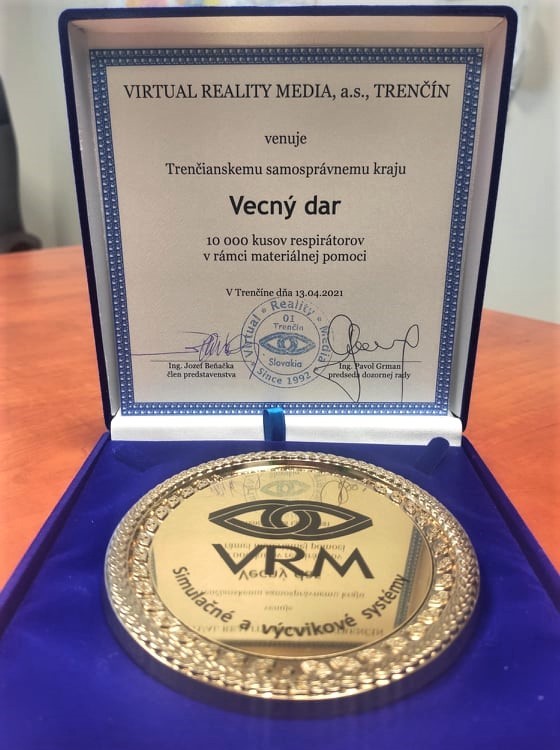 VIRTUAL REALITY MEDIA, a.s., TRENČÍN
venuje
Trenčianskemu samosprávnemu kraju
Vecný dar
10 000 kusov respirátorov
v rámci materiálnej pomoci
V Trenčíne dňa 13.04.2021
Virtual • Reality • Media
01
Trenčín
Slovakia
Since 1992
Ing. Jozef Beňačka
člen predstavenstva
Ing. Pavol Grman
predseda dozornej rady
VRM
Simulačné a výcvikové systémy